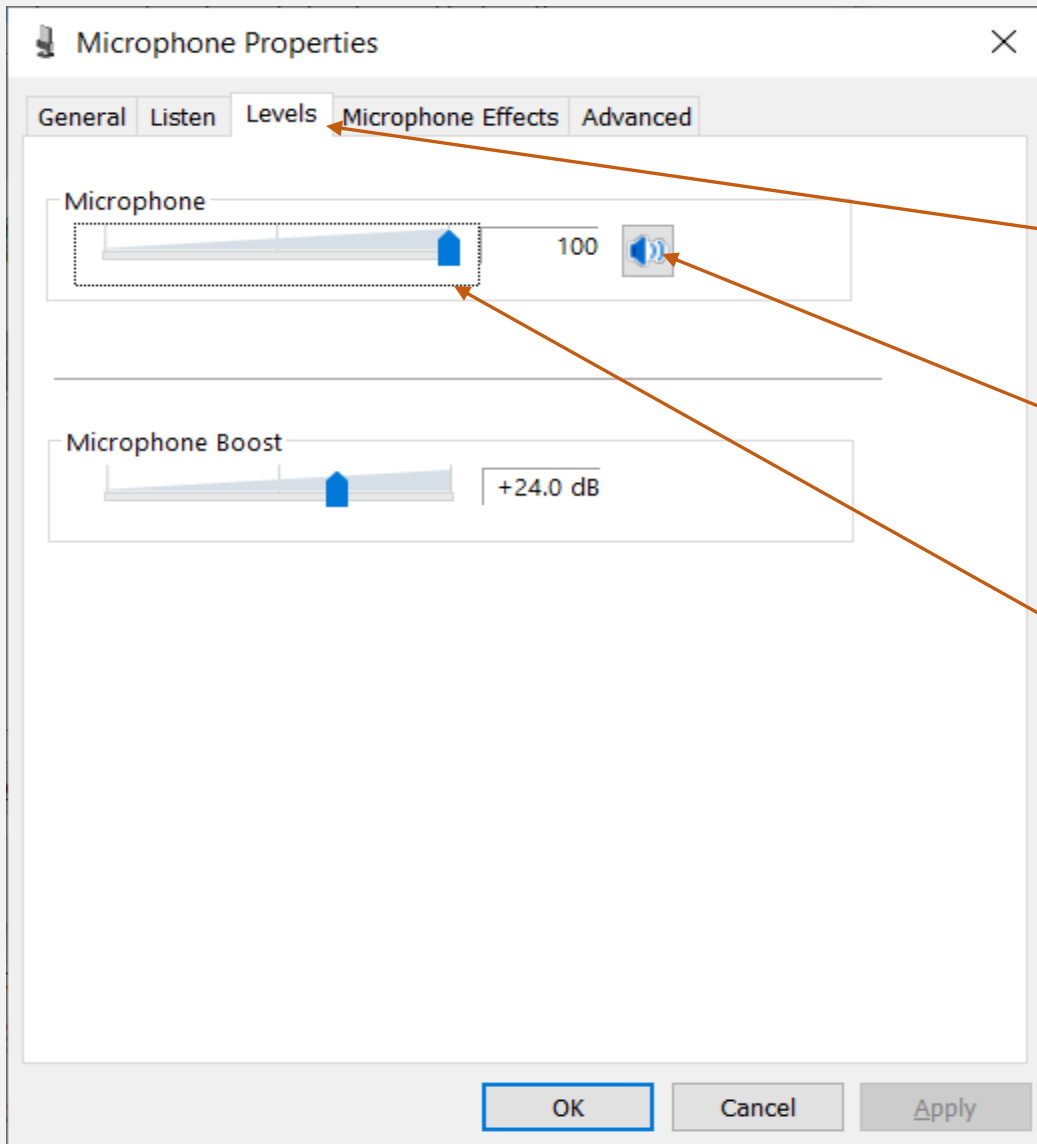 Microphone Properties
General Listen Levels Microphone Effects Advanced
Microphone
100
Microphone Boost
+24.0 dB
OK Cancel Apply